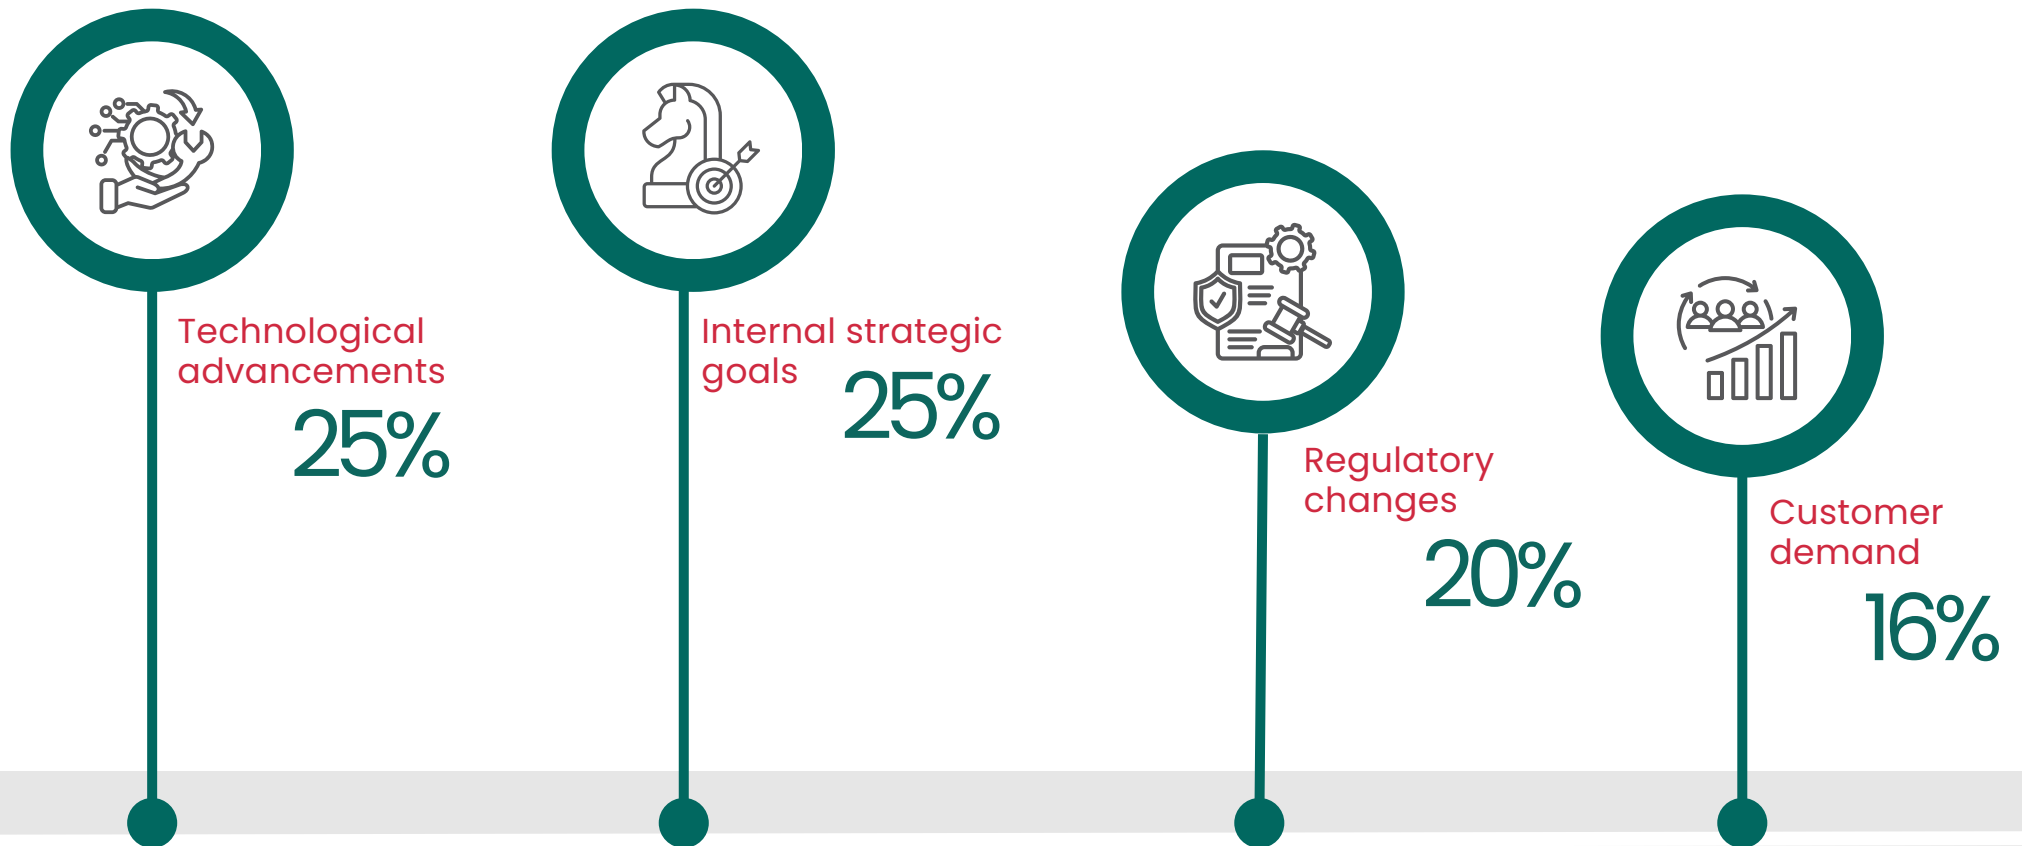 Technological
advancements
25%
Internal strategic
goals
25%
Regulatory
changes
20%
Customer
demand
16%